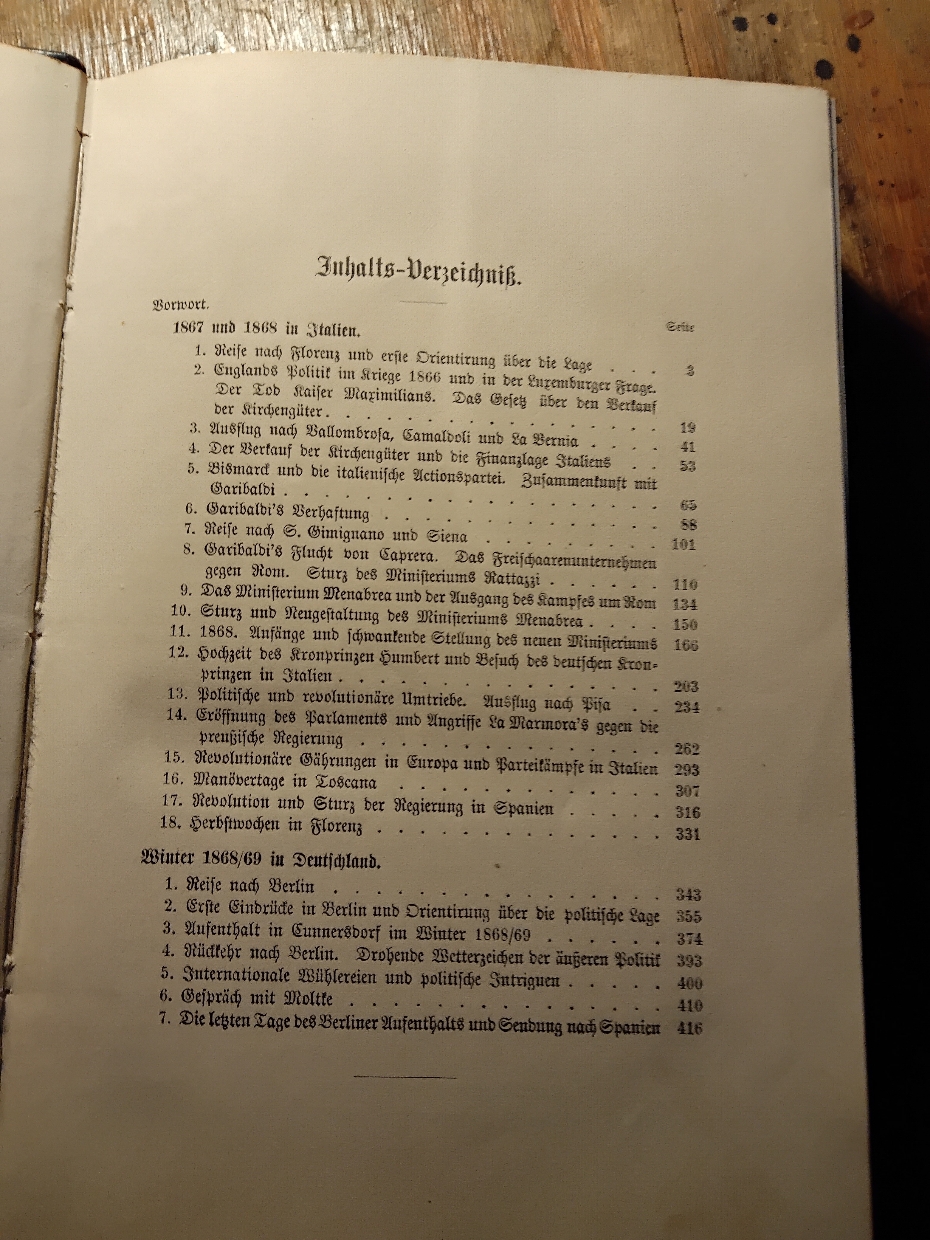 Inhalts-Verzeichniß.
Vorwort.
1867 und 1868 in Italien. Seite
1. Reise nach Florenz und erste Orientirung über die Lage . . . 3
2. Englands Politik im Kriege 1866 und in der Luxemburger Frage.
Der Tod Kaiser Maximilians. Das Gesetz über den Verkauf
der Kirchengüter . . . . . . . . . . . . . . 19
3. Ausflug nach Vallombrosa, Camaldoli und La Vernia . . . . 41
4. Der Verkauf der Kirchengüter und die Finanzlage Italiens . . 53
5. Bismarck und die italienische Actionspartei. Zusammenkunft mit
Garibaldi . . . . . . . . . . . . . . . . 65
6. Garibaldi's Verhaftung . . . . . . . . . . . . 88
7. Reise nach S. Gimignano und Siena . . . . . . . . 101
8. Garibaldi's Flucht von Caprera. Das Freischaarenunternehmen
gegen Rom. Sturz des Ministeriums Rattazzi . . . . . . 110
9. Das Ministerium Menabrea und der Ausgang des Kampfes um Rom 134
10. Sturz und Neugestaltung des Ministeriums Menabrea . . . . 150
11. 1868. Anfänge und schwankende Stellung des neuen Ministeriums 166
12. Hochzeit des Kronprinzen Humbert und Besuch des deutschen Kron-
prinzen in Italien . . . . . . . . . . . . . . 203
13. Politische und revolutionäre Umtriebe. Ausflug nach Pisa . . 234
14. Eröffnung des Parlaments und Angriffe La Marmora's gegen die
preußische Regierung . . . . . . . . . . . . . 262
15. Revolutionäre Gährungen in Europa und Parteikämpfe in Italien 293
16. Manövertage in Toscana . . . . . . . . . . . . 307
17. Revolution und Sturz der Regierung in Spanien . . . . . 316
18. Herbstwochen in Florenz . . . . . . . . . . . . 331
Winter 1868/69 in Deutschland.
1. Reise nach Berlin . . . . . . . . . . . . . . 343
2. Erste Eindrücke in Berlin und Orientirung über die politische Lage 355
3. Aufenthalt in Cunnersdorf im Winter 1868/69 . . . . . . 374
4. Rückkehr nach Berlin. Drohende Wetterzeichen der äußeren Politik 393
5. Internationale Wühlereien und politische Intriguen . . . . . 400
6. Gespräch mit Moltke . . . . . . . . . . . . . 410
7. Die letzten Tage des Berliner Aufenthalts und Sendung nach Spanien 416